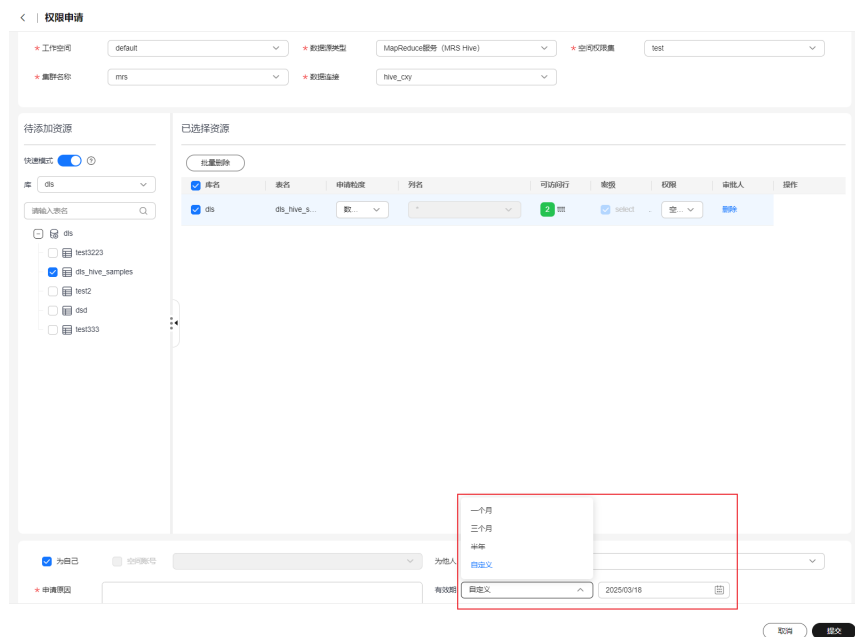 权限申请
* 工作空间 default * 数据源类型 MapReduce服务（MRS Hive） * 空间权限集 test
* 集群名称 mrs * 数据连接 hive_cxy
待添加资源 已选择资源
快速模式 批量删除
库 dls 库名 表名 申请粒度 列名 可访问行 密级 权限 审批人 操作
请输入表名 dls dls_hive_s... 数... * 2 tttt select 空... 删除
dls
test3223
dls_hive_samples
test2
dsd
test333
一个月
三个月
半年
为自己 空间账号 为他人 自定义
* 申请原因 有效期 自定义 2025/03/18
取消 提交